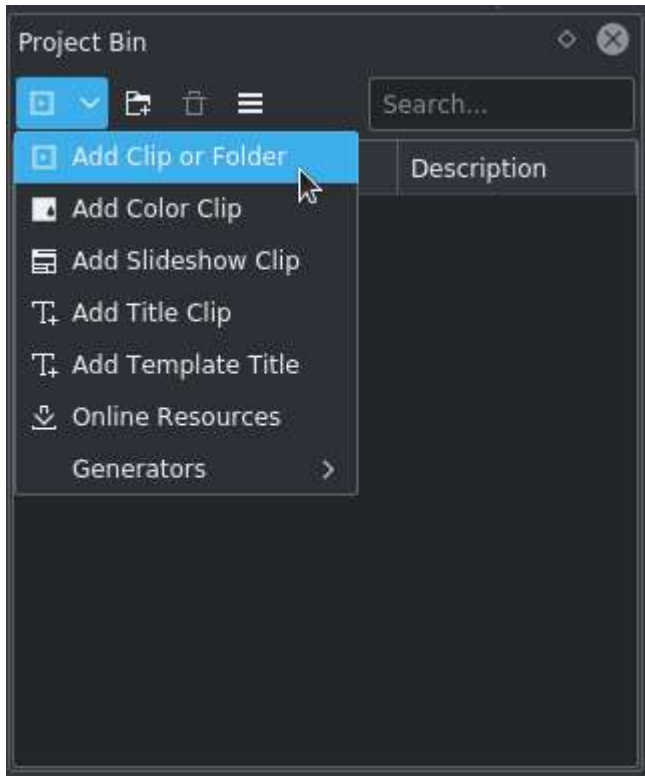 Project Bin
Search...
Add Clip or Folder
Description
Add Color Clip
Add Slideshow Clip
Add Title Clip
Add Template Title
Online Resources
Generators